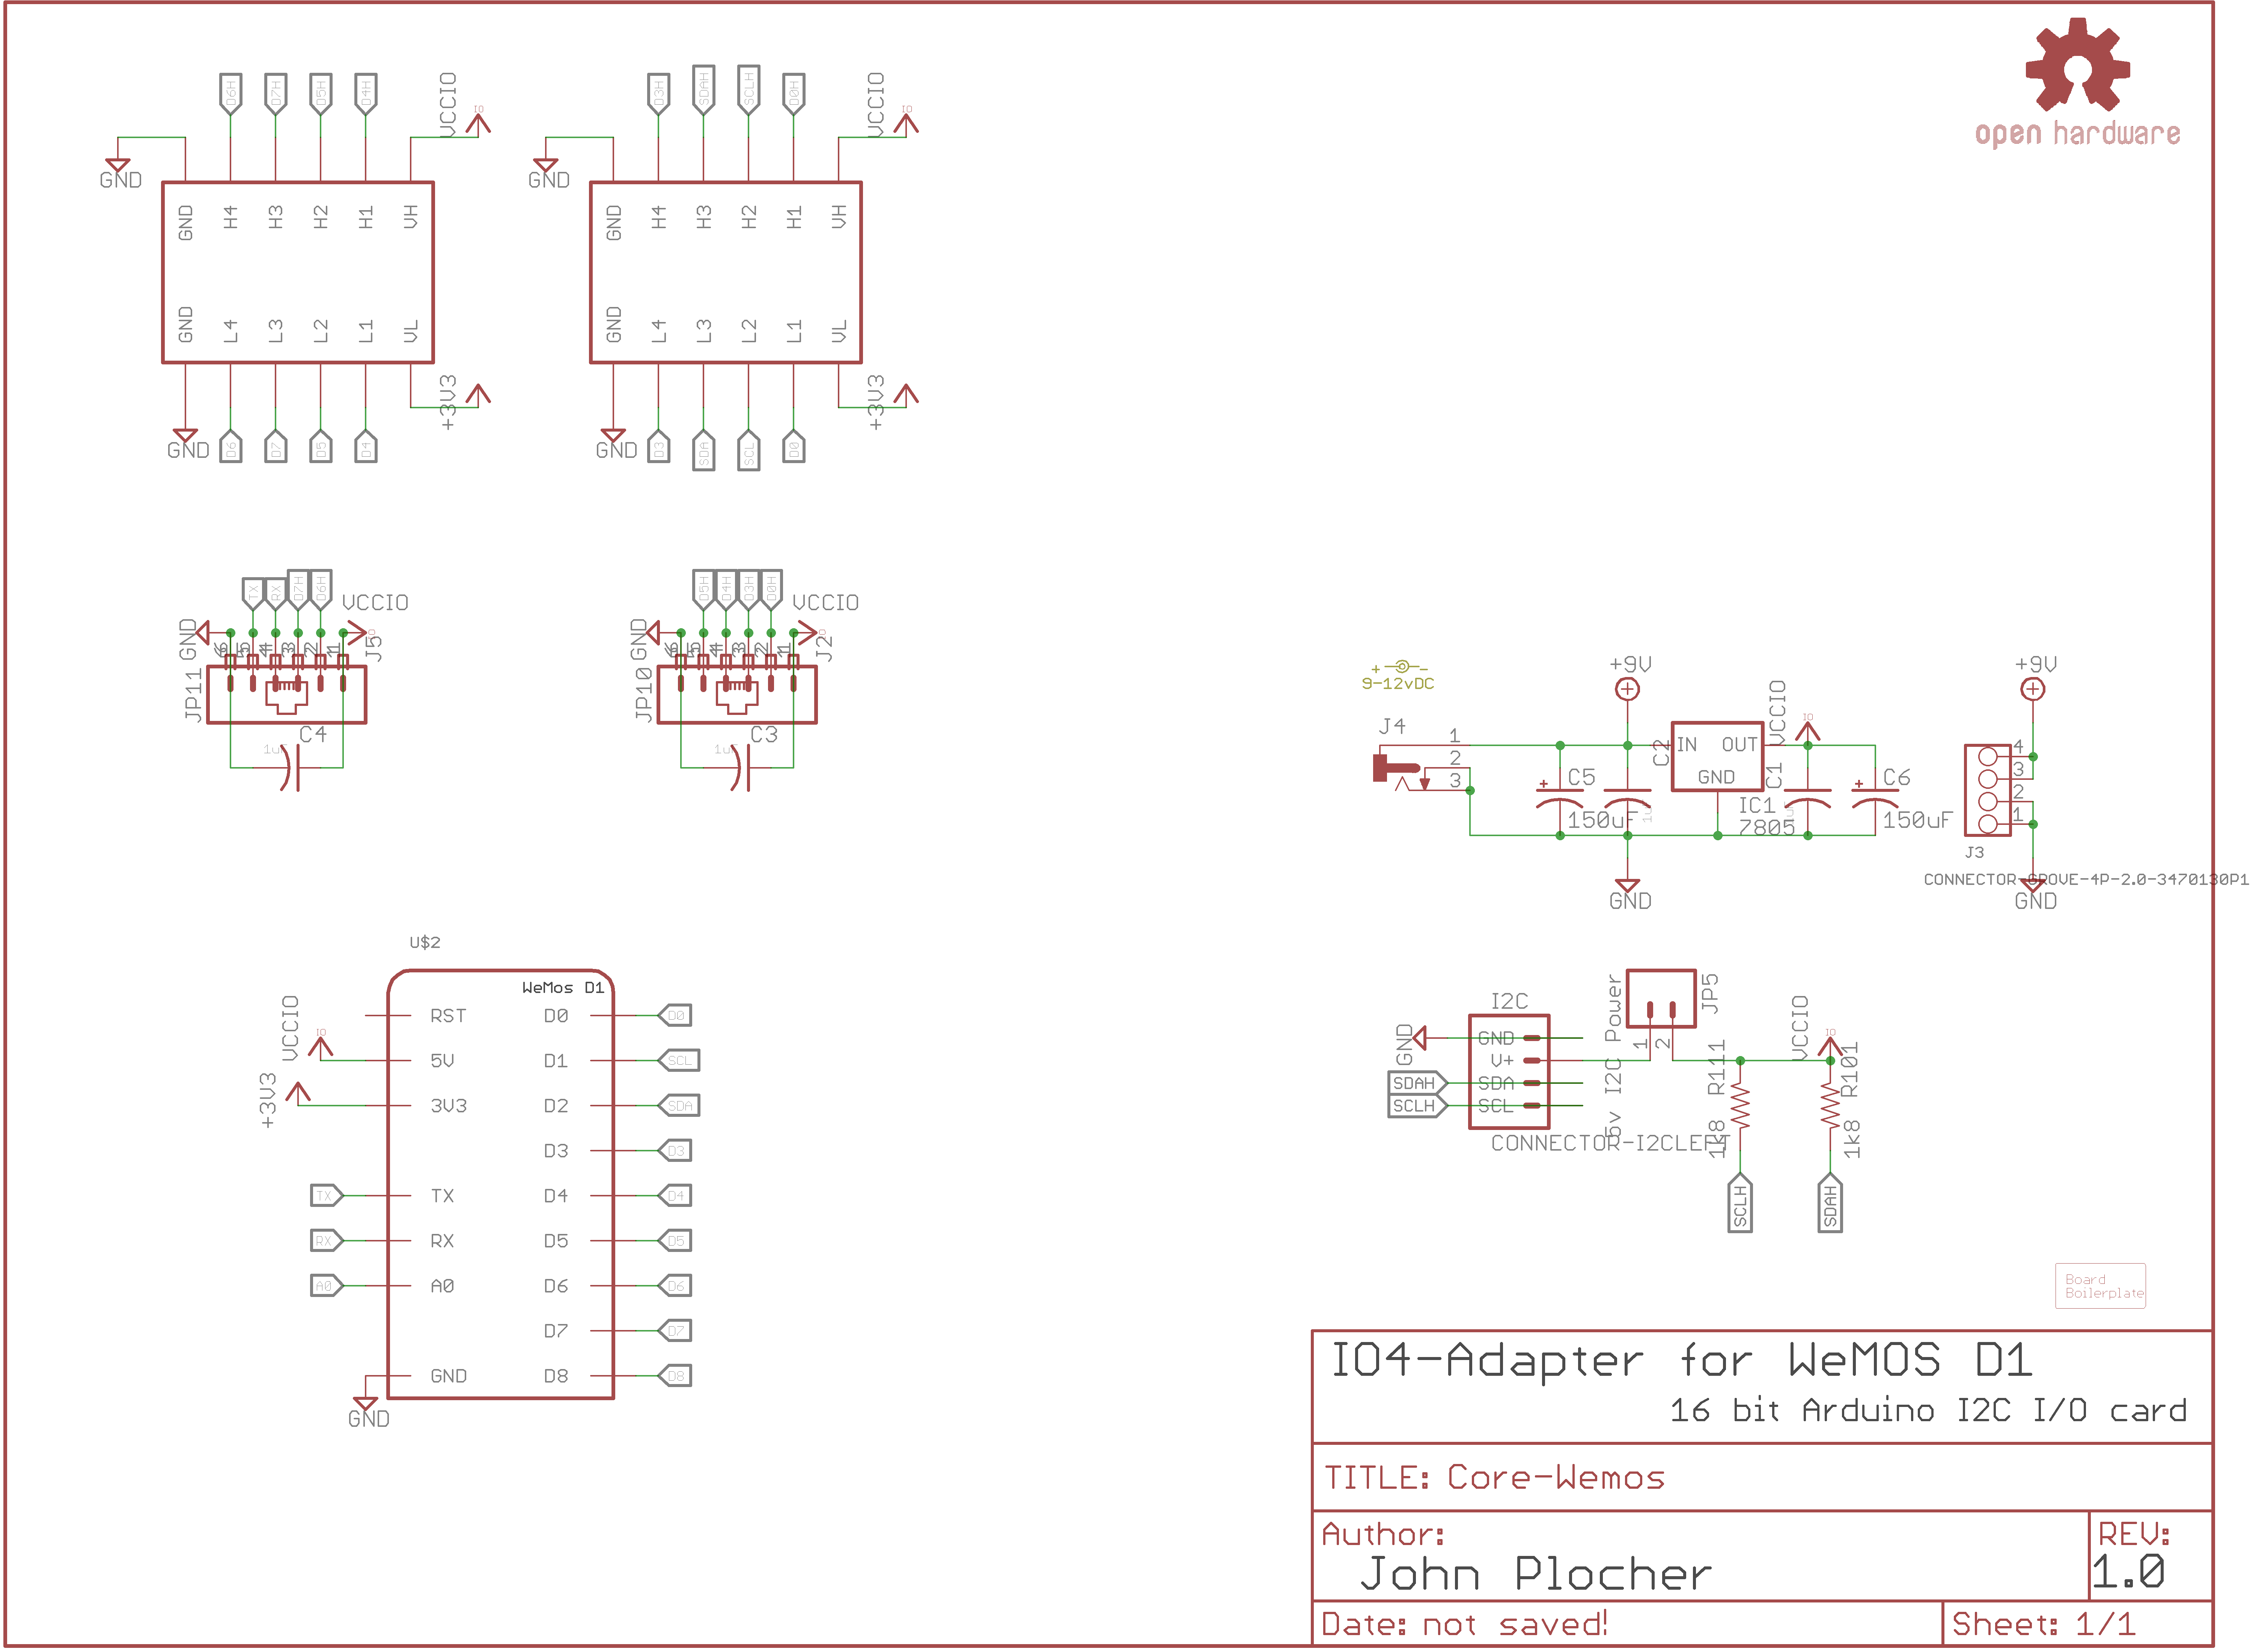 open hardware
D6H D7H D5H D4H VCCIO IO
GND
GND H4 H3 H2 H1 VH
GND L4 L3 L2 L1 VL
+3V3
GND
D6 D7 D5 D4
D3H SDAH SCLH D0H VCCIO IO
GND
GND H4 H3 H2 H1 VH
GND L4 L3 L2 L1 VL
+3V3
GND
D3 SDA SCL D0
TX RX D7H D6H VCCIO
GND 6 5 4 3 2 1 J5
JP11
C4
1uF
D5H D4H D3H D0H VCCIO
GND 6 5 4 3 2 1 J2
JP10
C3
1uF
+ -
9-12vDC
J4
1
2
3
+9V
C5
150uF
C2
IN OUT
GND
IC1
7805
VCCIO IO
C1
C6
150uF
GND
+9V
4
3
2
1
J3
CONNECTOR-GROVE-4P-2.0-3470130P1
GND
U$2
WeMos D1
VCCIO IO
+3V3
RST D0 D0
5V D1 SCL
3V3 D2 SDA
D3 D3
TX TX D4 D4
RX RX D5 D5
A0 A0 D6 D6
D7 D7
GND D8 D8
GND
I2C
GND GND
V+
SDAH SDA
SCLH SCL
CONNECTOR-I2CLEFT
5v I2C Power
JP5
1 2
VCCIO IO
R111
1k8
R101
1k8
SCLH
SDAH
Board
Boilerplate
IO4-Adapter for WeMOS D1
16 bit Arduino I2C I/O card
TITLE: Core-Wemos
Author:
John Plocher
REV:
1.0
Date: not saved!
Sheet: 1/1